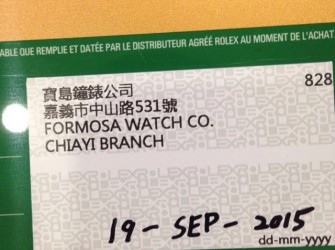 ABLE QUE REMPLIE ET DATÉE PAR LE DISTRIBUTEUR AGRÉÉ ROLEX AU MOMENT DE L'ACHAT
828
寶島鐘錶公司
嘉義市中山路531號
FORMOSA WATCH CO.
CHIAYI BRANCH
19 - SEP - 2015
dd-mm-yyyy